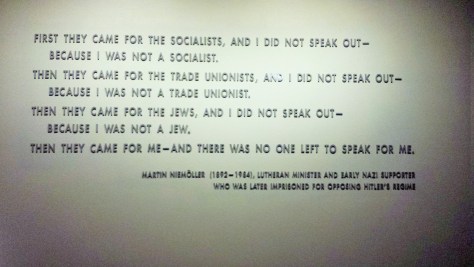 FIRST THEY CAME FOR THE SOCIALISTS, AND I DID NOT SPEAK OUT—
BECAUSE I WAS NOT A SOCIALIST.
THEN THEY CAME FOR THE TRADE UNIONISTS, AND I DID NOT SPEAK OUT—
BECAUSE I WAS NOT A TRADE UNIONIST.
THEN THEY CAME FOR THE JEWS, AND I DID NOT SPEAK OUT—
BECAUSE I WAS NOT A JEW.
THEN THEY CAME FOR ME—AND THERE WAS NO ONE LEFT TO SPEAK FOR ME.
MARTIN NIEMÖLLER (1892–1984), LUTHERAN MINISTER AND EARLY NAZI SUPPORTER
WHO WAS LATER IMPRISONED FOR OPPOSING HITLER'S REGIME